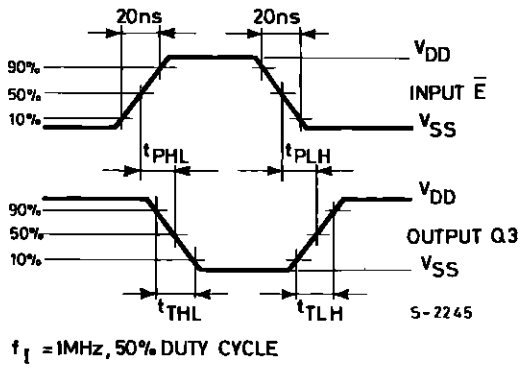 20ns 20ns
VDD
90%
50%
INPUT E̅
10%
VSS
tPHL tPLH
VDD
90%
50%
OUTPUT Q3
10%
VSS
tTHL tTLH
S-2245
fI = 1MHz, 50% DUTY CYCLE